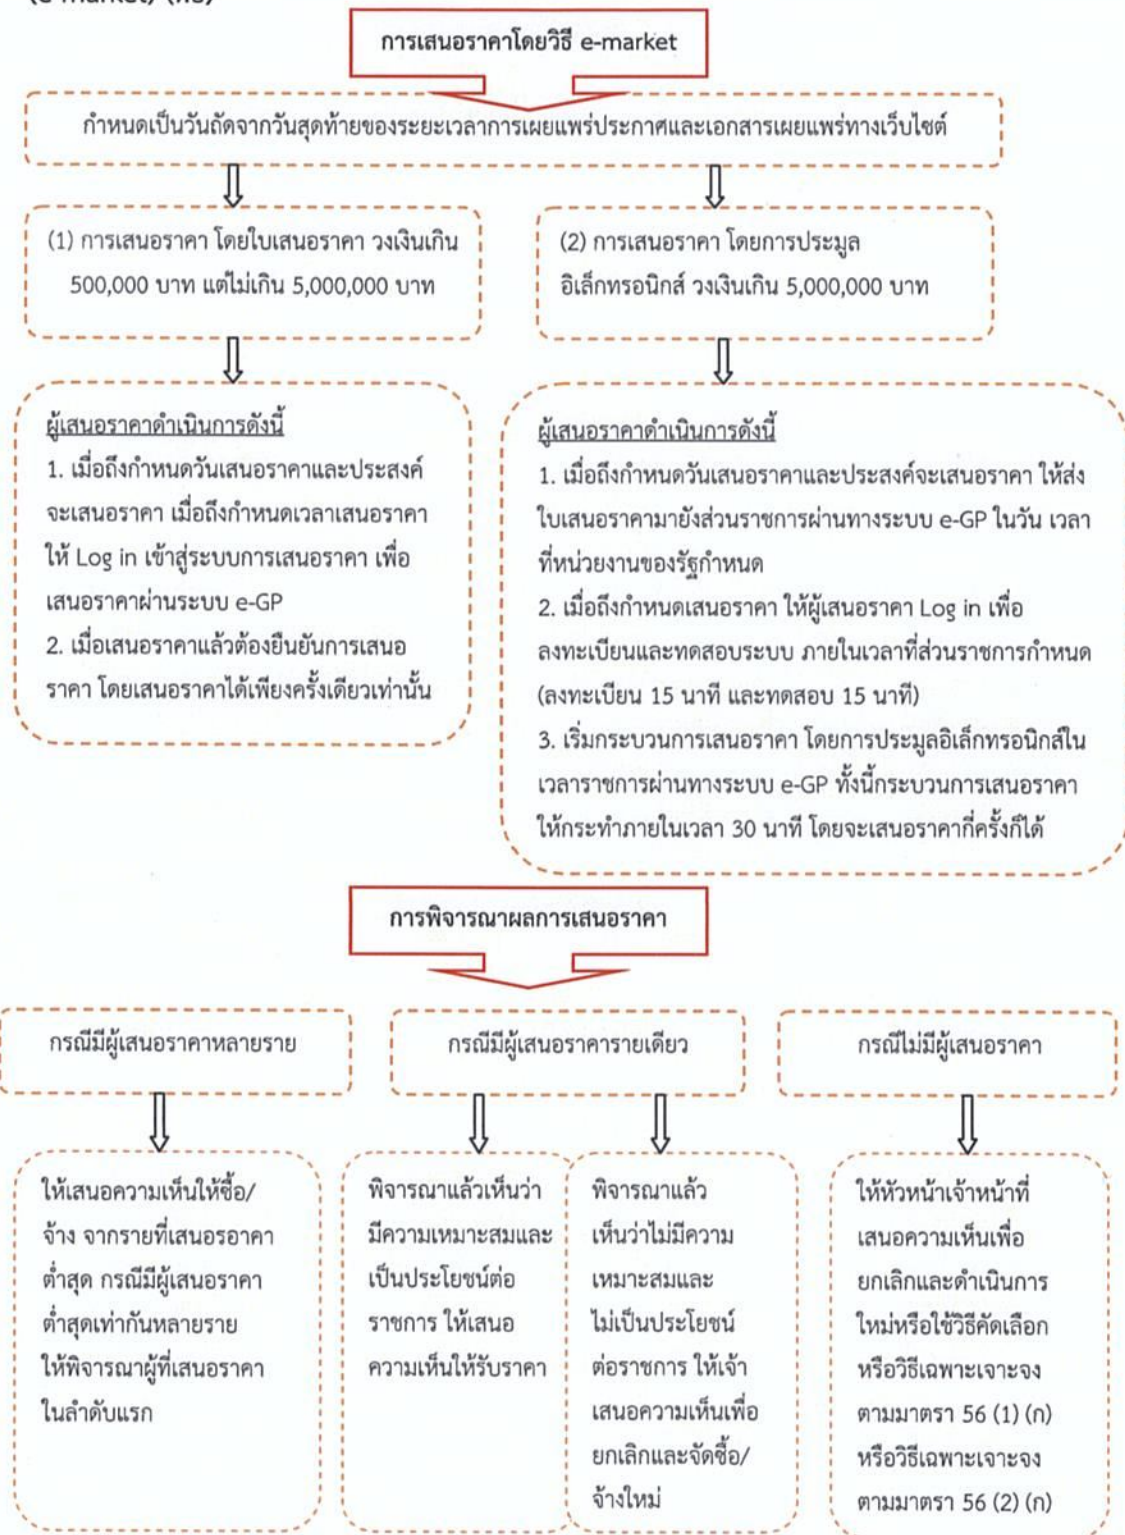 การเสนอราคาโดยวิธี e-market
กำหนดเป็นวันถัดจากวันสุดท้ายของระยะเวลาการเผยแพร่ประกาศและเอกสารเผยแพร่ทางเว็บไซต์
(1) การเสนอราคา โดยใบเสนอราคา วงเงินเกิน
500,000 บาท แต่ไม่เกิน 5,000,000 บาท
(2) การเสนอราคา โดยการประมูล
อิเล็กทรอนิกส์ วงเงินเกิน 5,000,000 บาท
ผู้เสนอราคาดำเนินการดังนี้
1. เมื่อถึงกำหนดวันเสนอราคาและประสงค์
จะเสนอราคา เมื่อถึงกำหนดเวลาเสนอราคา
ให้ Log in เข้าสู่ระบบการเสนอราคา เพื่อ
เสนอราคาผ่านระบบ e-GP
2. เมื่อเสนอราคาแล้วต้องยืนยันการเสนอ
ราคา โดยเสนอราคาได้เพียงครั้งเดียวเท่านั้น
ผู้เสนอราคาดำเนินการดังนี้
1. เมื่อถึงกำหนดวันเสนอราคาและประสงค์จะเสนอราคา ให้ส่ง
ใบเสนอราคามายังส่วนราชการผ่านทางระบบ e-GP ในวัน เวลา
ที่หน่วยงานของรัฐกำหนด
2. เมื่อถึงกำหนดเสนอราคา ให้ผู้เสนอราคา Log in เพื่อ
ลงทะเบียนและทดสอบระบบ ภายในเวลาที่ส่วนราชการกำหนด
(ลงทะเบียน 15 นาที และทดสอบ 15 นาที)
3. เริ่มกระบวนการเสนอราคา โดยการประมูลอิเล็กทรอนิกส์ใน
เวลาราชการผ่านทางระบบ e-GP ทั้งนี้กระบวนการเสนอราคา
ให้กระทำภายในเวลา 30 นาที โดยจะเสนอราคากี่ครั้งก็ได้
การพิจารณาผลการเสนอราคา
กรณีมีผู้เสนอราคาหลายราย
กรณีมีผู้เสนอราคารายเดียว
กรณีไม่มีผู้เสนอราคา
ให้เสนอความเห็นให้ซื้อ/
จ้าง จากรายที่เสนอรอาคา
ต่ำสุด กรณีมีผู้เสนอราคา
ต่ำสุดเท่ากันหลายราย
ให้พิจารณาผู้ที่เสนอราคา
ในลำดับแรก
พิจารณาแล้วเห็นว่า
มีความเหมาะสมและ
เป็นประโยชน์ต่อ
ราชการ ให้เสนอ
ความเห็นให้รับราคา
พิจารณาแล้ว
เห็นว่าไม่มีความ
เหมาะสมและ
ไม่เป็นประโยชน์
ต่อราชการ ให้เจ้า
เสนอความเห็นเพื่อ
ยกเลิกและจัดซื้อ/
จ้างใหม่
ให้หัวหน้าเจ้าหน้าที่
เสนอความเห็นเพื่อ
ยกเลิกและดำเนินการ
ใหม่หรือใช้วิธีคัดเลือก
หรือวิธีเฉพาะเจาะจง
ตามมาตรา 56 (1) (ก)
หรือวิธีเฉพาะเจาะจง
ตามมาตรา 56 (2) (ก)